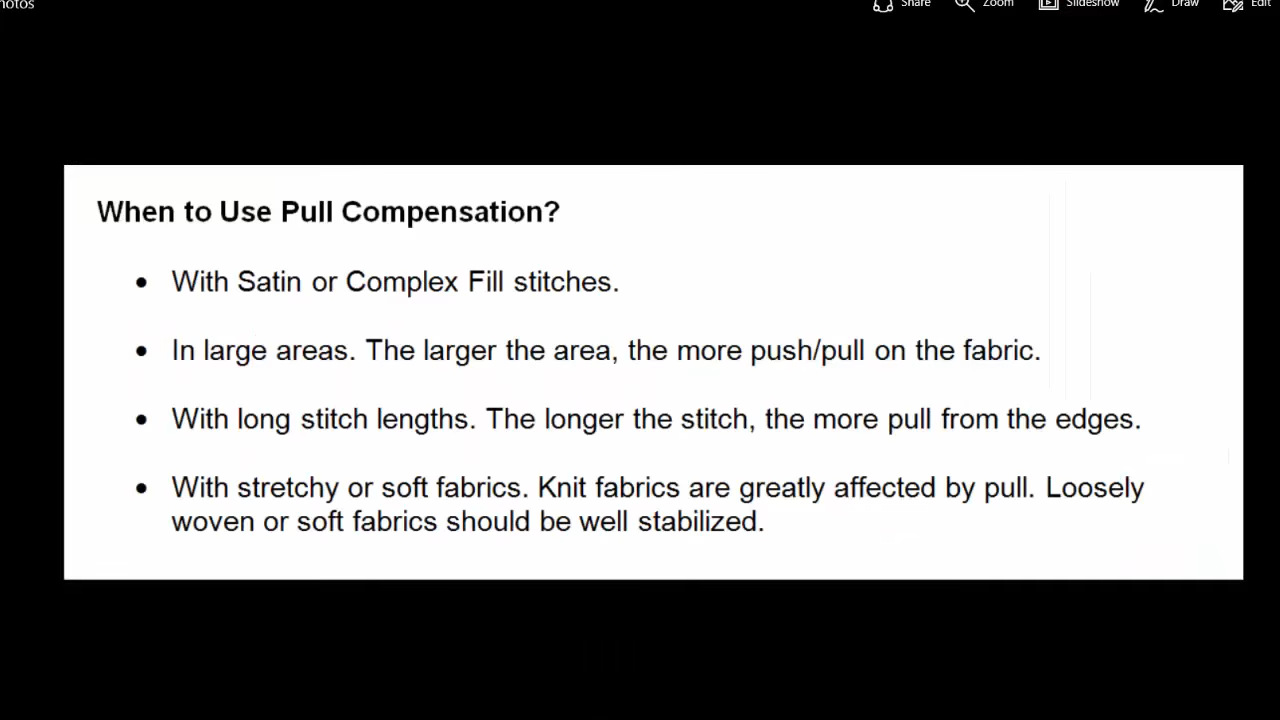 hotos
Share
Zoom
Slideshow
Draw
Edit
When to Use Pull Compensation?
• With Satin or Complex Fill stitches.
• In large areas. The larger the area, the more push/pull on the fabric.
• With long stitch lengths. The longer the stitch, the more pull from the edges.
• With stretchy or soft fabrics. Knit fabrics are greatly affected by pull. Loosely
woven or soft fabrics should be well stabilized.